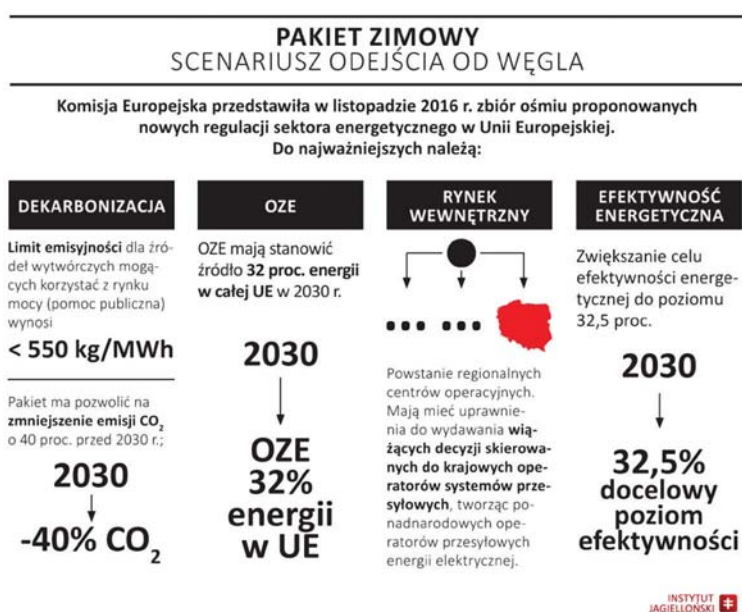 PAKIET ZIMOWY
SCENARIUSZ ODEJŚCIA OD WĘGLA
Komisja Europejska przedstawiła w listopadzie 2016 r. zbiór ośmiu proponowanych
nowych regulacji sektora energetycznego w Unii Europejskiej.
Do najważniejszych należą:
DEKARBONIZACJA
Limit emisyjności dla źró-
deł wytwórczych mogą-
cych korzystać z rynku
mocy (pomoc publiczna)
wynosi
< 550 kg/MWh
Pakiet ma pozwolić na
zmniejszenie emisji CO₂
o 40 proc. przed 2030 r.;
2030
-40% CO₂
OZE
OZE mają stanowić
źródło 32 proc. energii
w całej UE w 2030 r.
2030
OZE
32%
energii
w UE
RYNEK
WEWNĘTRZNY
Powstanie regionalnych
centrów operacyjnych.
Mają mieć uprawnie-
nia do wydawania wią-
żących decyzji skierowa-
nych do krajowych ope-
ratorów systemów prze-
syłowych, tworząc po-
nadnarodowych ope-
ratorów przesyłowych
energii elektrycznej.
EFEKTYWNOŚĆ
ENERGETYCZNA
Zwiększanie celu
efektywności energe-
tycznej do poziomu
32,5 proc.
2030
32,5%
docelowy
poziom
efektywności
INSTYTUT
JAGIELLOŃSKI